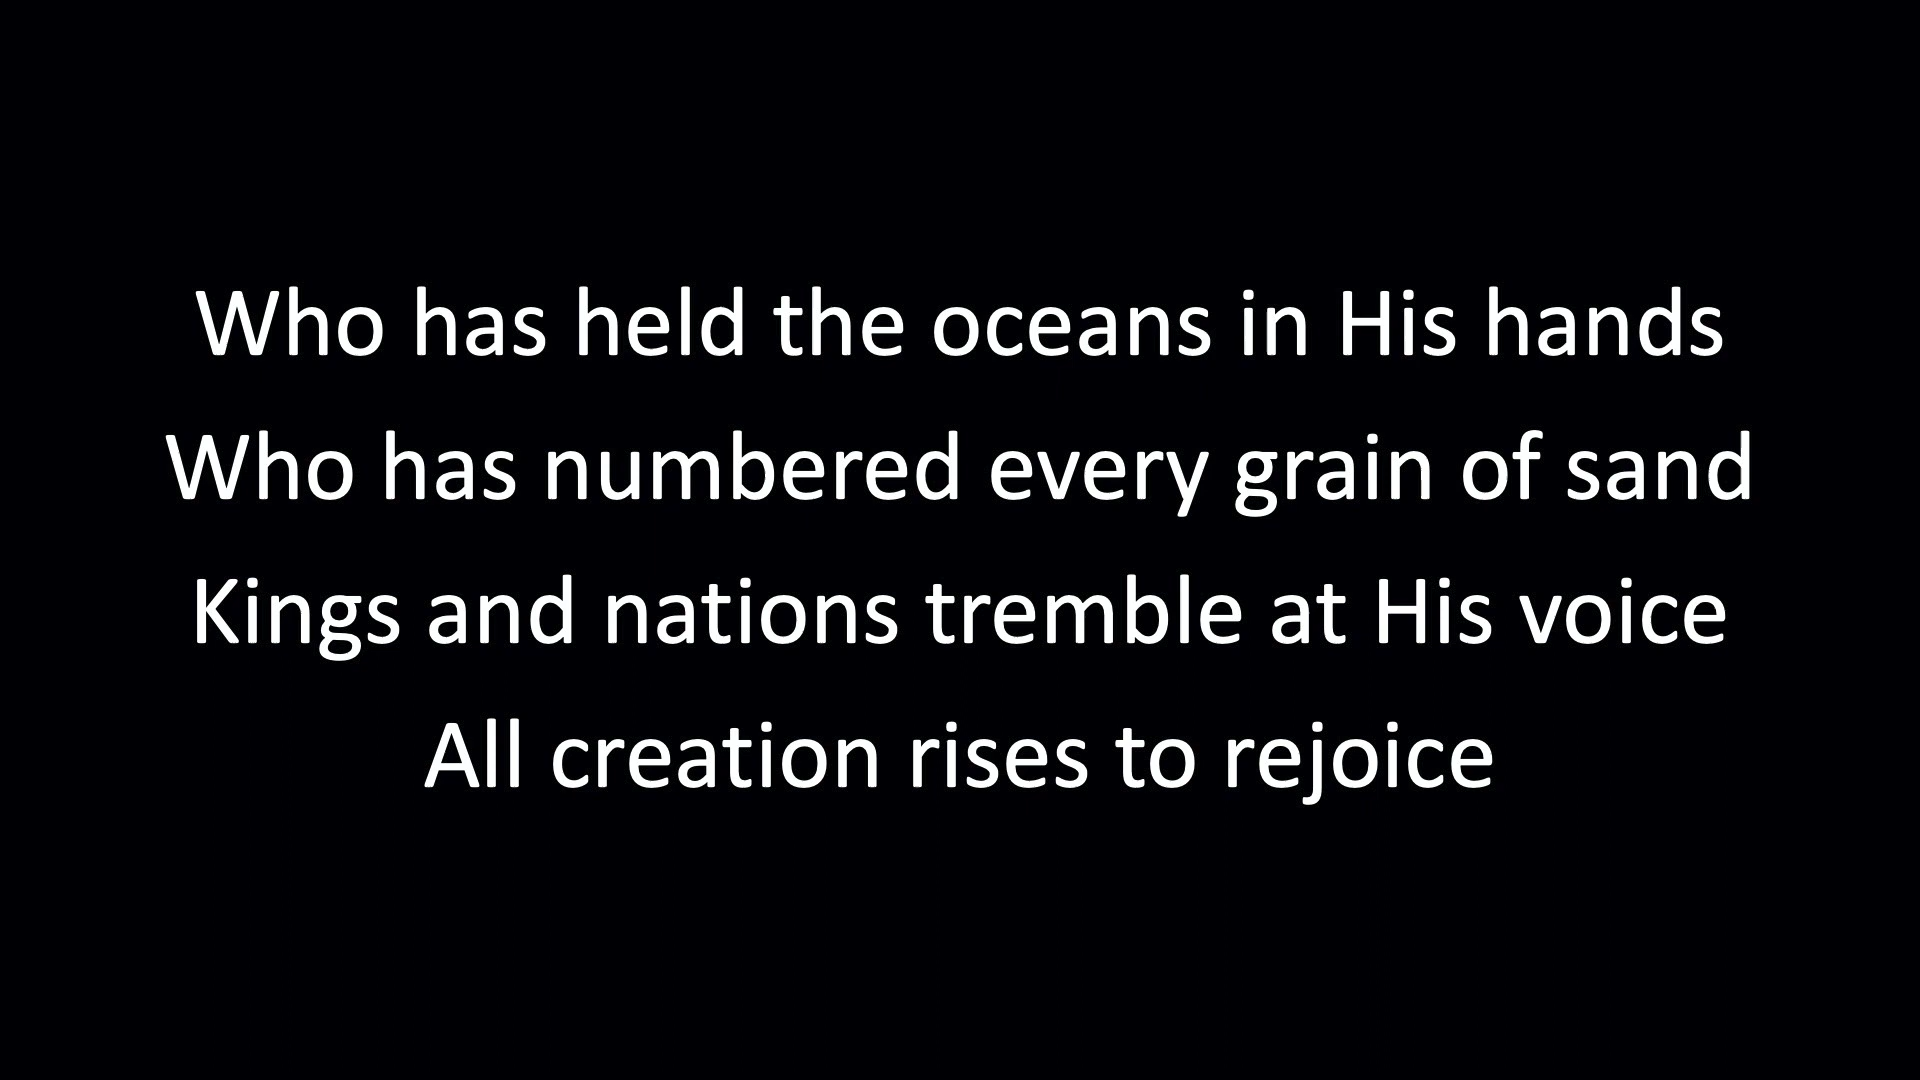 Who has held the oceans in His hands
Who has numbered every grain of sand
Kings and nations tremble at His voice
All creation rises to rejoice